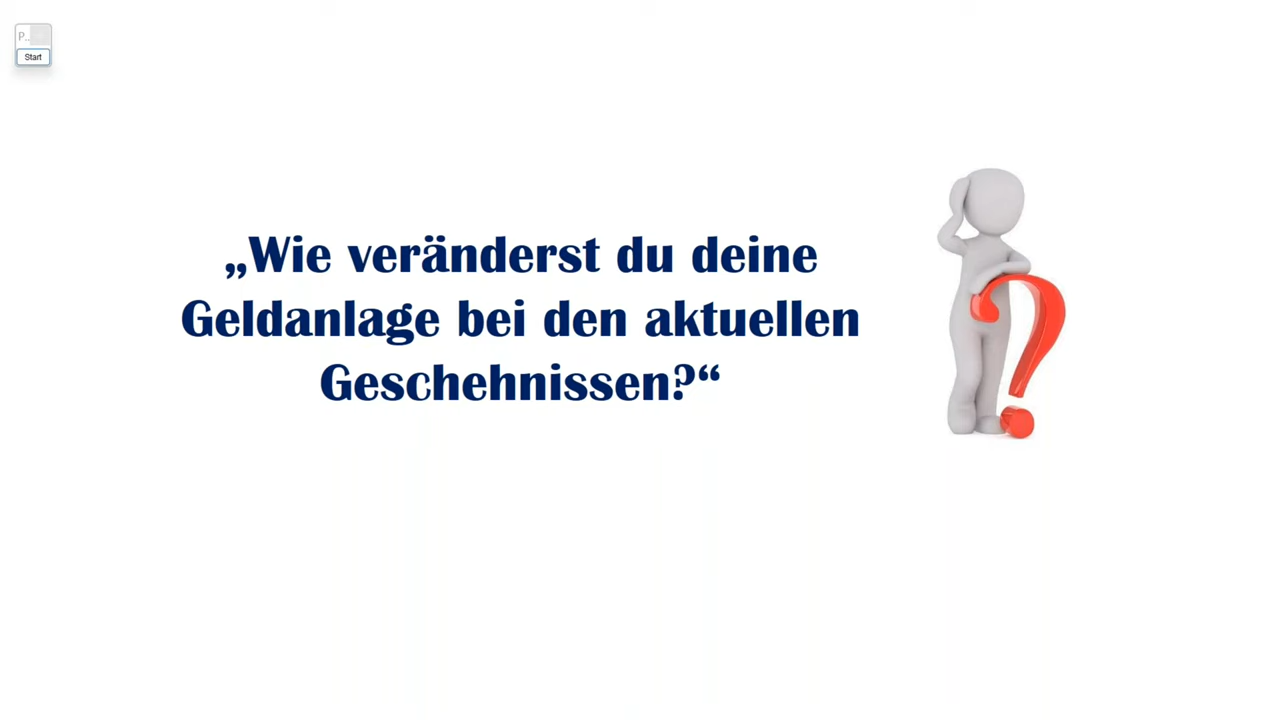 P..
Start
„Wie veränderst du deine
Geldanlage bei den aktuellen
Geschehnissen?“